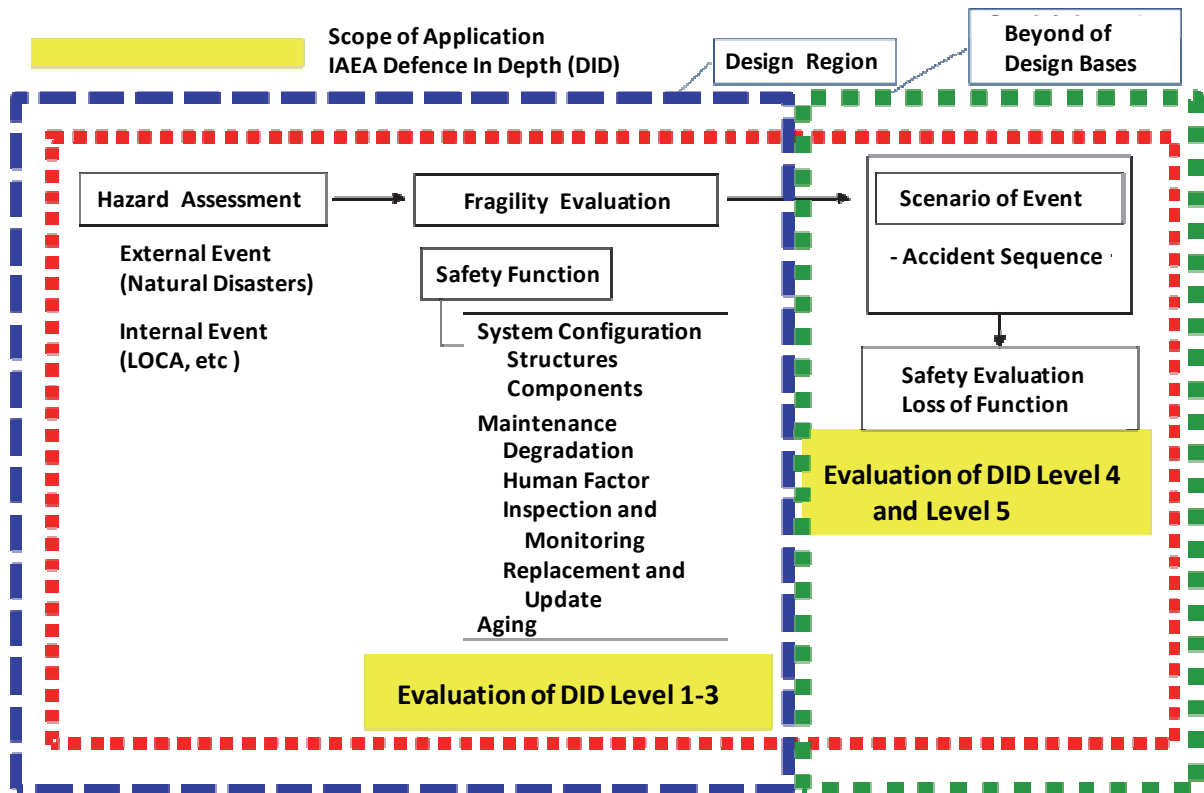 Scope of Application
IAEA Defence In Depth (DID)
Design Region
Beyond of
Design Bases
Hazard Assessment
External Event
(Natural Disasters)
Internal Event
(LOCA, etc )
Fragility Evaluation
Safety Function
System Configuration
Structures
Components
Maintenance
Degradation
Human Factor
Inspection and
Monitoring
Replacement and
Update
Aging
Evaluation of DID Level 1-3
Scenario of Event
- Accident Sequence
Safety Evaluation
Loss of Function
Evaluation of DID Level 4
and Level 5